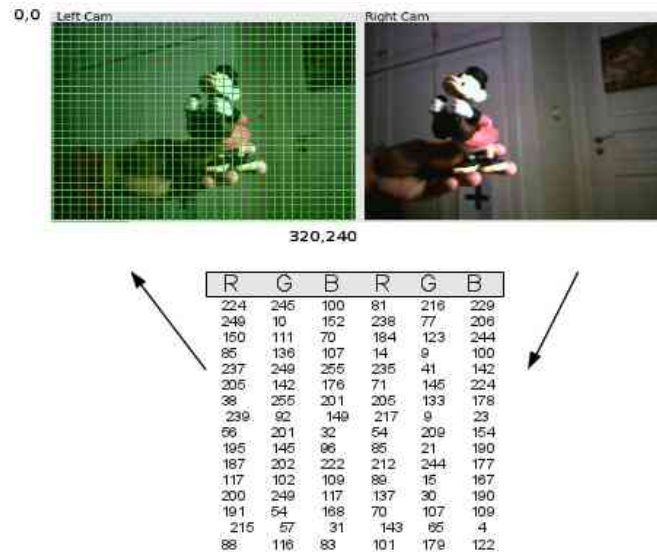 0,0 Left Cam Right Cam
320,240
R G B R G B
224 245 100 81 216 229
249 10 152 238 77 206
150 111 70 184 123 244
85 136 107 14 9 100
237 249 255 235 41 142
205 142 176 71 145 224
38 255 201 205 133 178
239 92 149 217 9 23
56 201 32 54 209 154
195 145 96 85 21 190
187 202 222 212 244 177
117 102 109 89 15 167
200 249 117 137 30 190
191 54 168 70 107 109
215 57 31 143 65 4
88 116 83 101 179 122